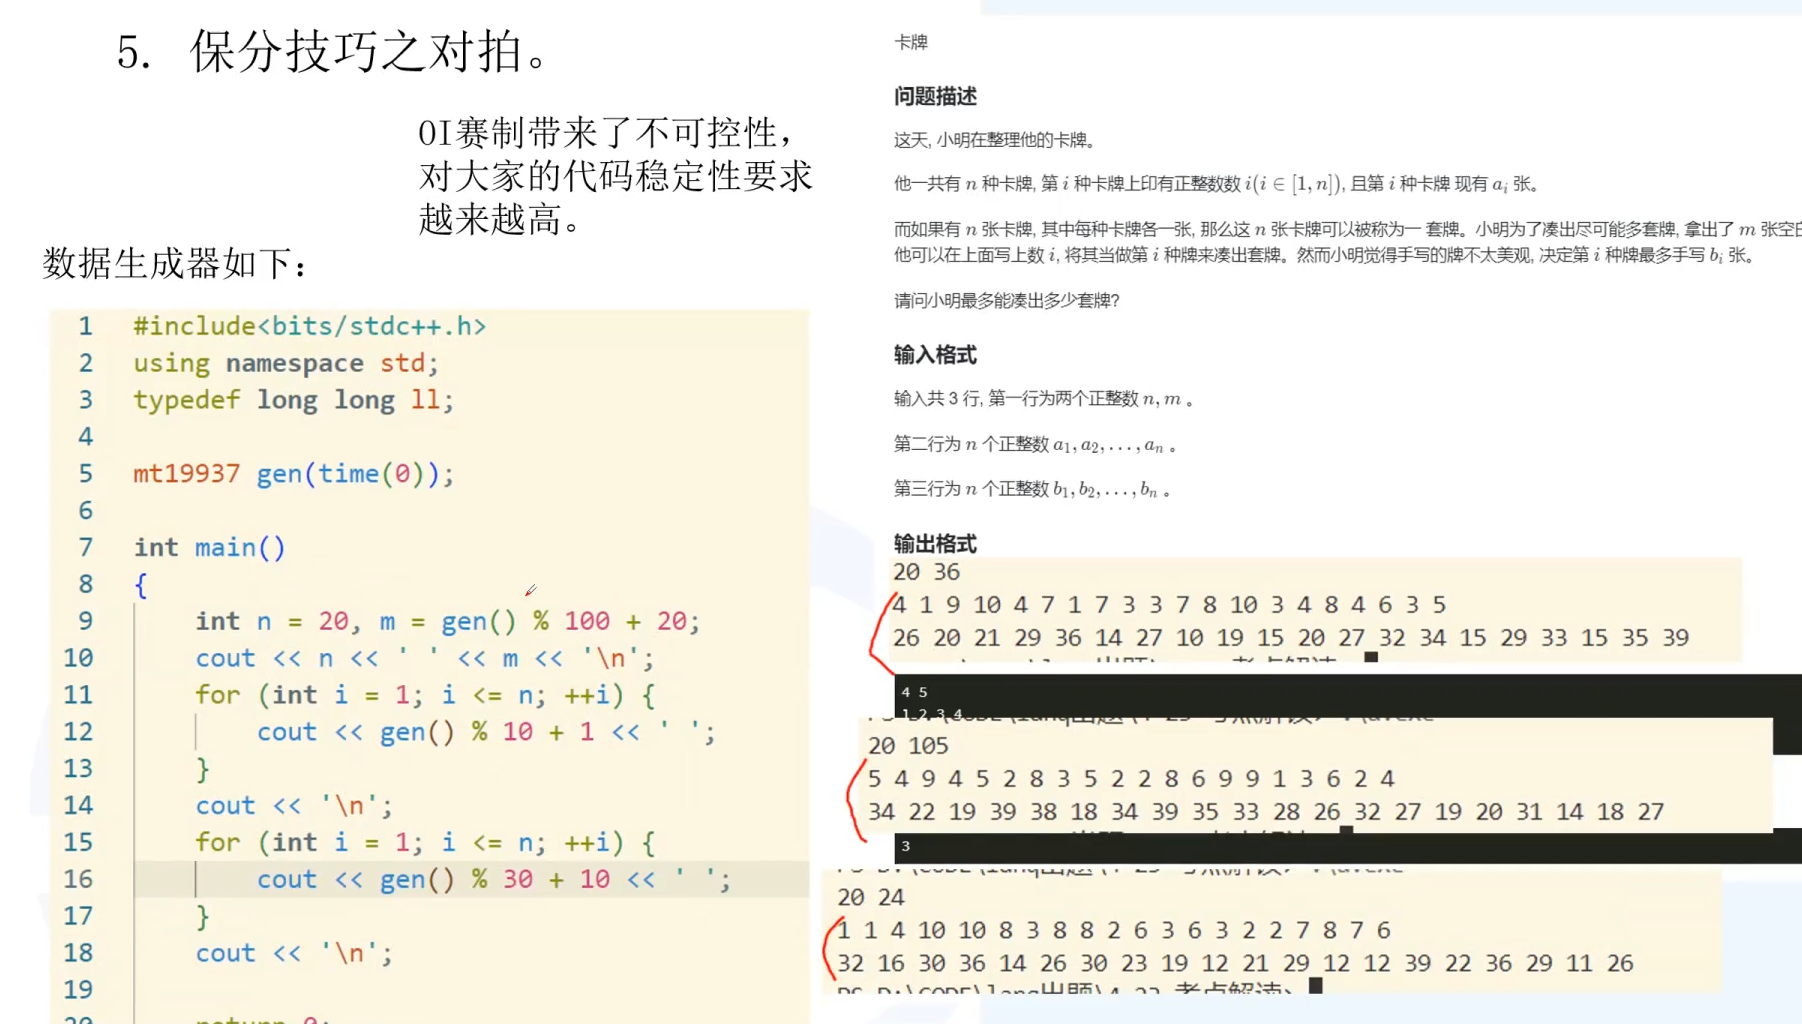 5. 保分技巧之对拍。
OI赛制带来了不可控性，
对大家的代码稳定性要求
越来越高。
数据生成器如下：
1 #include<bits/stdc++.h>
2 using namespace std;
3 typedef long long ll;
4
5 mt19937 gen(time(0));
6
7 int main()
8 {
9 int n = 20, m = gen() % 100 + 20;
10 cout << n << ' ' << m << '\n';
11 for (int i = 1; i <= n; ++i) {
12 cout << gen() % 10 + 1 << ' ';
13 }
14 cout << '\n';
15 for (int i = 1; i <= n; ++i) {
16 cout << gen() % 30 + 10 << ' ';
17 }
18 cout << '\n';
19
20 return 0;
卡牌
问题描述
这天, 小明在整理他的卡牌。
他一共有 n 种卡牌, 第 i 种卡牌上印有正整数数 i(i ∈ [1, n]), 且第 i 种卡牌 现有 a_i 张。
而如果有 n 张卡牌, 其中每种卡牌各一张, 那么这 n 张卡牌可以被称为一 套牌。小明为了凑出尽可能多套牌, 拿出了 m 张空白
他可以在上面写上数 i, 将其当做第 i 种牌来凑出套牌。然而小明觉得手写的牌不太美观, 决定第 i 种牌最多手写 b_i 张。
请问小明最多能凑出多少套牌?
输入格式
输入共 3 行, 第一行为两个正整数 n, m 。
第二行为 n 个正整数 a_1, a_2, . . . , a_n 。
第三行为 n 个正整数 b_1, b_2, . . . , b_n 。
输出格式
20 36
4 1 9 10 4 7 1 7 3 3 7 8 10 3 4 8 4 6 3 5
26 20 21 29 36 14 27 10 19 15 20 27 32 34 15 29 33 15 35 39
4 5
1 2 3 4
20 105
5 4 9 4 5 2 8 3 5 2 2 8 6 9 9 1 3 6 2 4
34 22 19 39 38 18 34 39 35 33 28 26 32 27 19 20 31 14 18 27
3
20 24
1 1 4 10 10 8 3 8 8 2 6 3 6 3 2 2 7 8 7 6
32 16 30 36 14 26 30 23 19 12 21 29 12 12 39 22 36 29 11 26